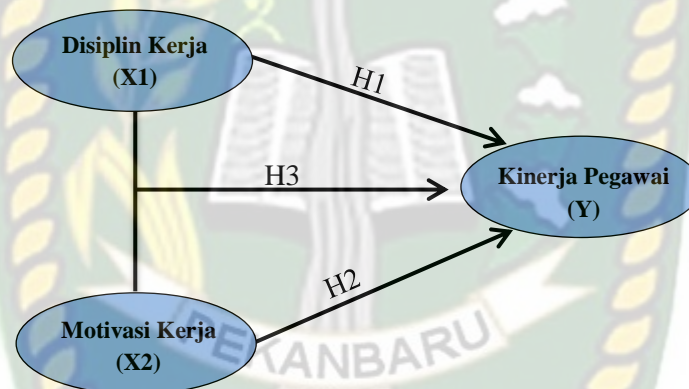 Disiplin Kerja
(X1)
H1
H3
Kinerja Pegawai
(Y)
H2
Motivasi Kerja
(X2)
PEKANBARU